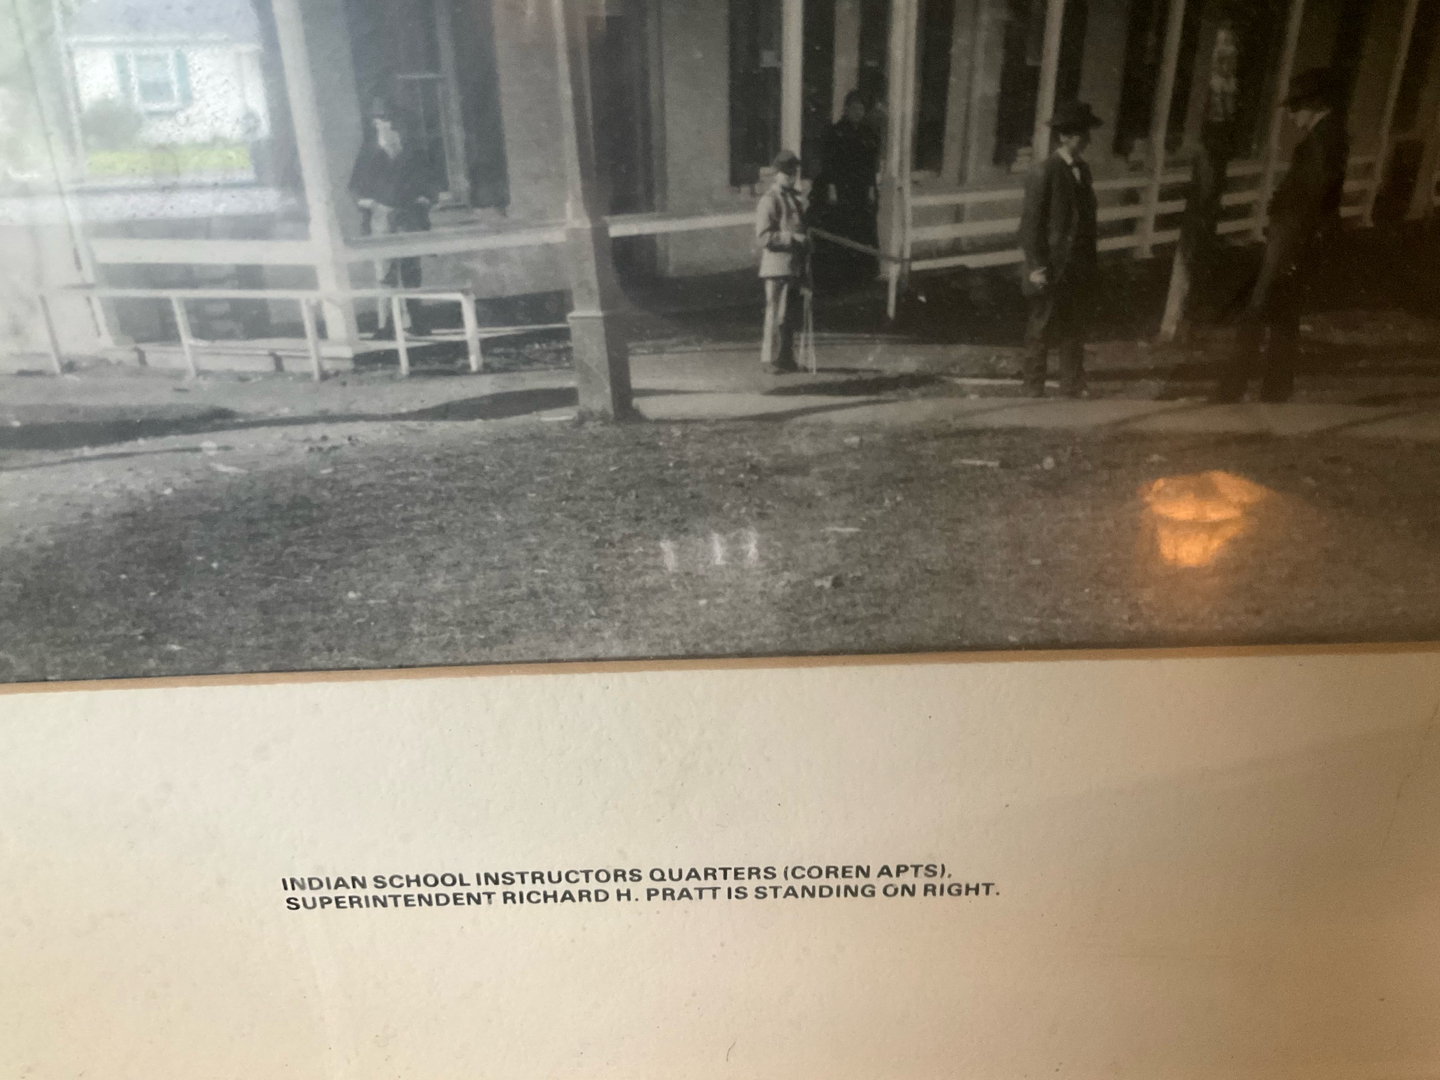 INDIAN SCHOOL INSTRUCTORS QUARTERS (COREN APTS),
SUPERINTENDENT RICHARD H. PRATT IS STANDING ON RIGHT.